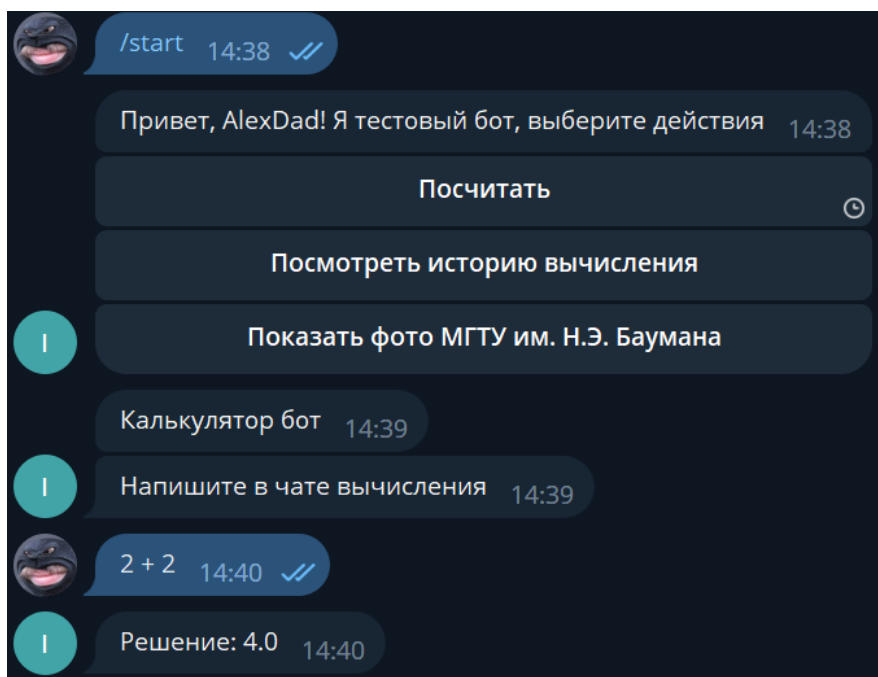 /start 14:38
Привет, AlexDad! Я тестовый бот, выберите действия 14:38
Посчитать
Посмотреть историю вычисления
Показать фото МГТУ им. Н.Э. Баумана
I
Калькулятор бот 14:39
Напишите в чате вычисления 14:39
I
2 + 2 14:40
Решение: 4.0 14:40
I